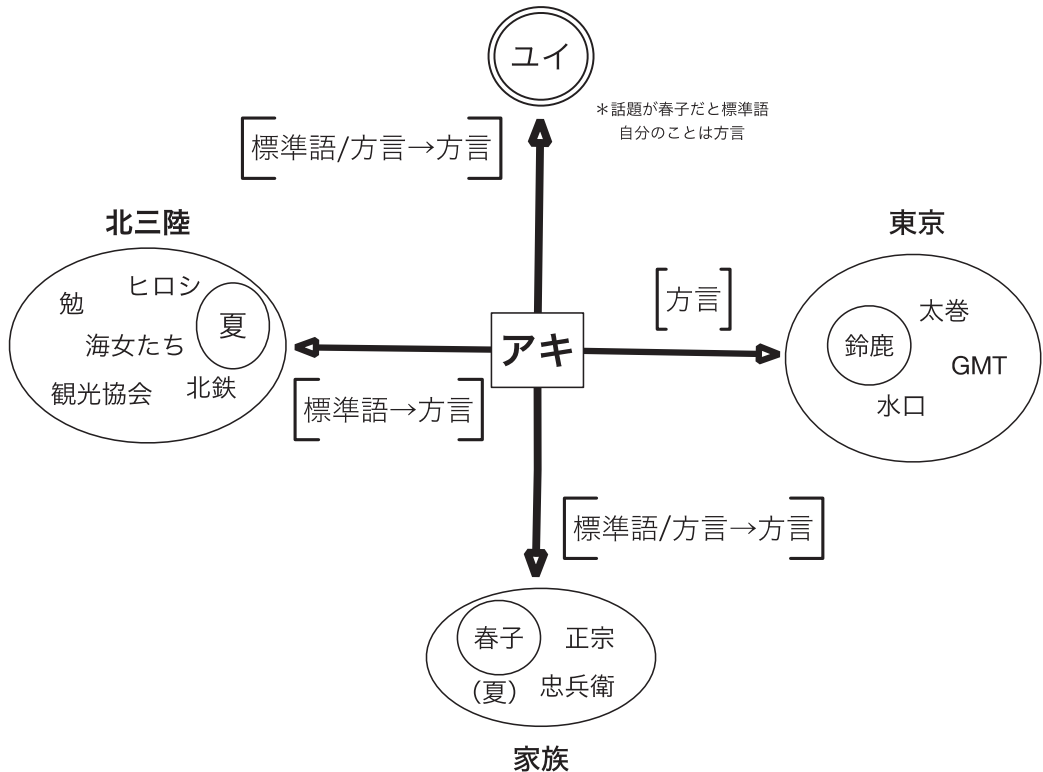 ユイ
＊話題が春子だと標準語
自分のことは方言
[標準語/方言→方言]
北三陸
東京
ヒロシ
勉
夏
海女たち
観光協会
北鉄
[方言]
太巻
鈴鹿
GMT
水口
アキ
[標準語→方言]
[標準語/方言→方言]
春子
正宗
（夏）
忠兵衛
家族